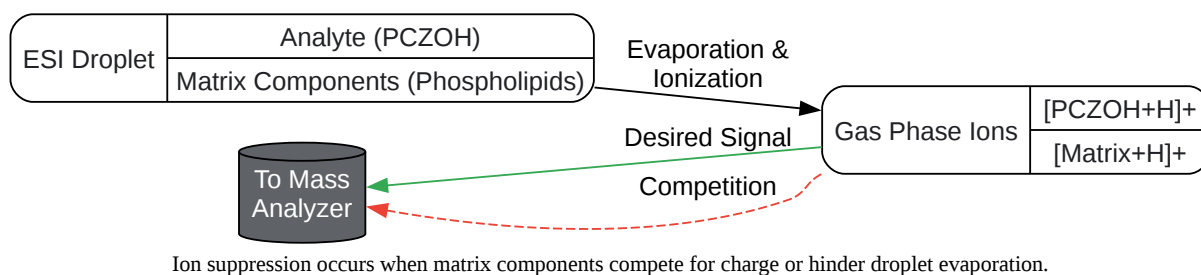 ESI Droplet
Analyte (PCZOH)
Matrix Components (Phospholipids)
Evaporation &
Ionization
Gas Phase Ions
[PCZOH+H]+
[Matrix+H]+
Desired Signal
Competition
To Mass
Analyzer
Ion suppression occurs when matrix components compete for charge or hinder droplet evaporation.